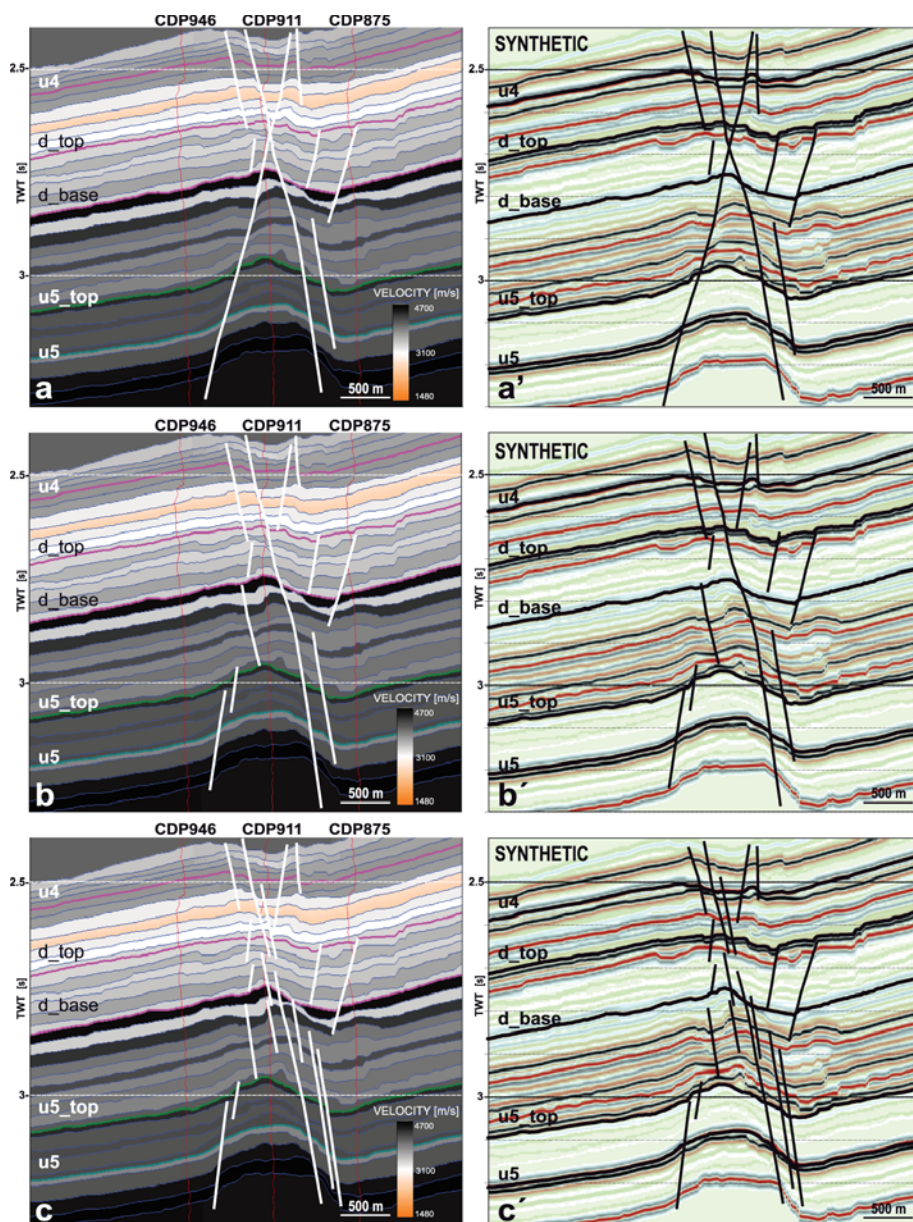 CDP946 CDP911 CDP875
2.5
u4
d_top
TWT [s]
d_base
3
u5_top
VELOCITY [m/s]
4700
3100
1480
u5
a
500 m
SYNTHETIC
2.5
u4
d_top
TWT [s]
d_base
3
u5_top
u5
a'
500 m
CDP946 CDP911 CDP875
2.5
u4
d_top
TWT [s]
d_base
3
u5_top
VELOCITY [m/s]
4700
3100
1480
u5
b
500 m
SYNTHETIC
2.5
u4
d_top
TWT [s]
d_base
3
u5_top
u5
b´
500 m
CDP946 CDP911 CDP875
2.5
u4
d_top
TWT [s]
d_base
3
u5_top
VELOCITY [m/s]
4700
3100
1480
u5
c
500 m
SYNTHETIC
2.5
u4
d_top
TWT [s]
d_base
3
u5_top
u5
c´
500 m